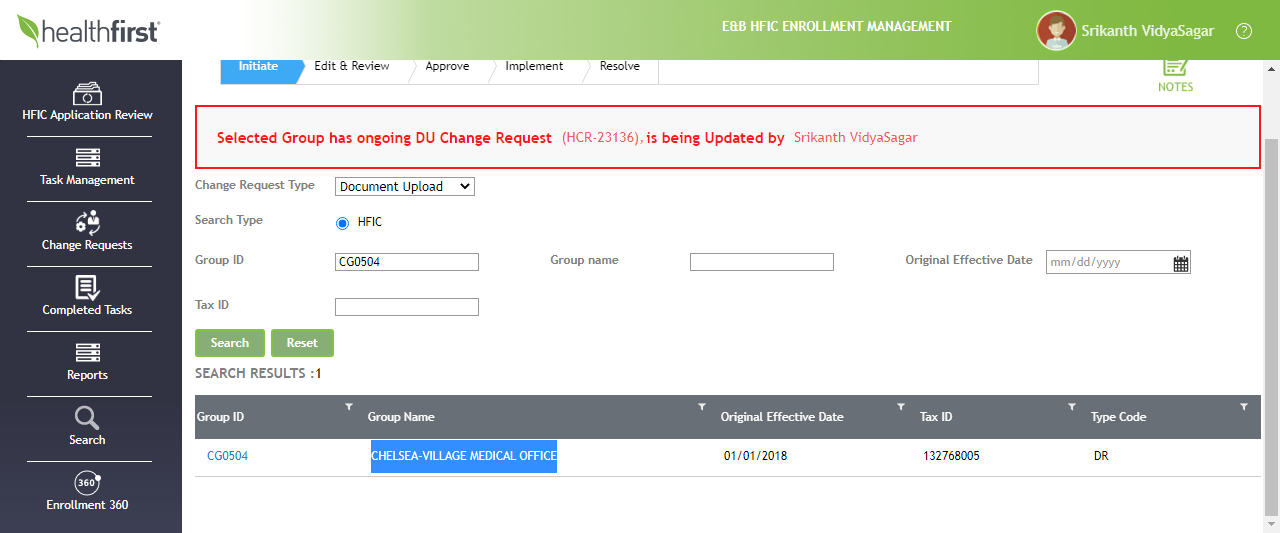 healthfirst
E&B HFIC ENROLLMENT MANAGEMENT
Srikanth VidyaSagar
?
HFIC Application Review
Task Management
Change Requests
Completed Tasks
Reports
Search
360°
Enrollment 360
Initiate
Edit & Review
Approve
Implement
Resolve
NOTES
Selected Group has ongoing DU Change Request (HCR-23136), is being Updated by Srikanth VidyaSagar
Change Request Type
Document Upload
Search Type
HFIC
Group ID
CG0504
Group name
Original Effective Date
mm/dd/yyyy
Tax ID
Search
Reset
SEARCH RESULTS :1
Group ID
Group Name
Original Effective Date
Tax ID
Type Code
CG0504
CHELSEA-VILLAGE MEDICAL OFFICE
01/01/2018
132768005
DR